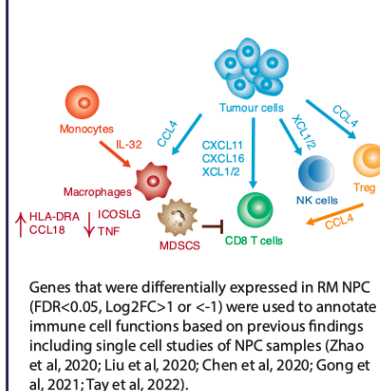 Tumour cells
Monocytes
CCL4
XCL1/2
CCL4
IL-32
CXCL11
CXCL16
XCL1/2
Macrophages
NK cells
Treg
HLA-DRA
CCL18
ICOSLG
TNF
MDSCS
CD8 T cells
CCL4
Genes that were differentially expressed in RM NPC
(FDR<0.05, Log2FC>1 or <-1) were used to annotate
immune cell functions based on previous findings
including single cell studies of NPC samples (Zhao
et al, 2020; Liu et al, 2020; Chen et al, 2020; Gong et
al, 2021; Tay et al, 2022).